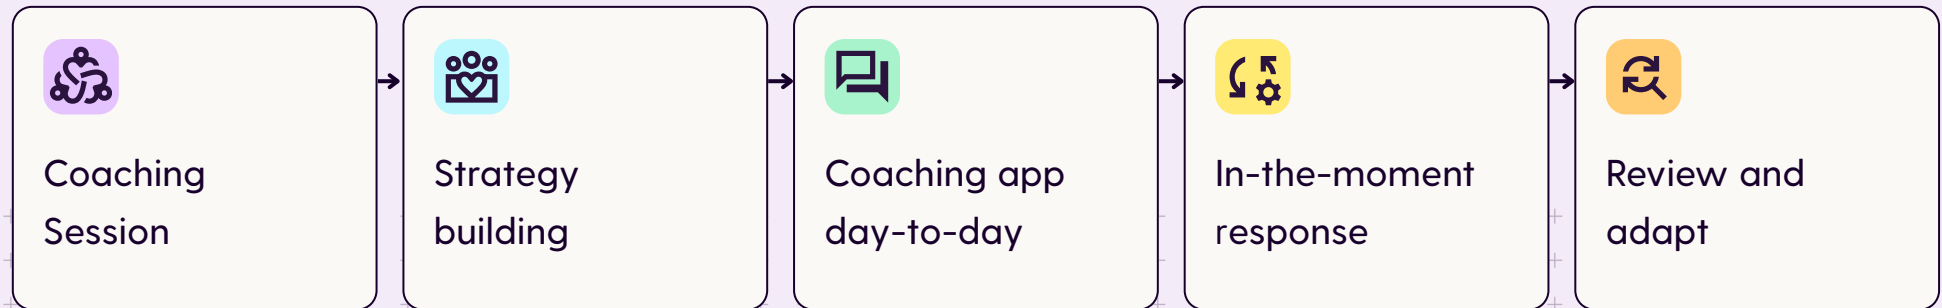 Coaching
Session
Strategy
building
Coaching app
day-to-day
In-the-moment
response
Review and
adapt